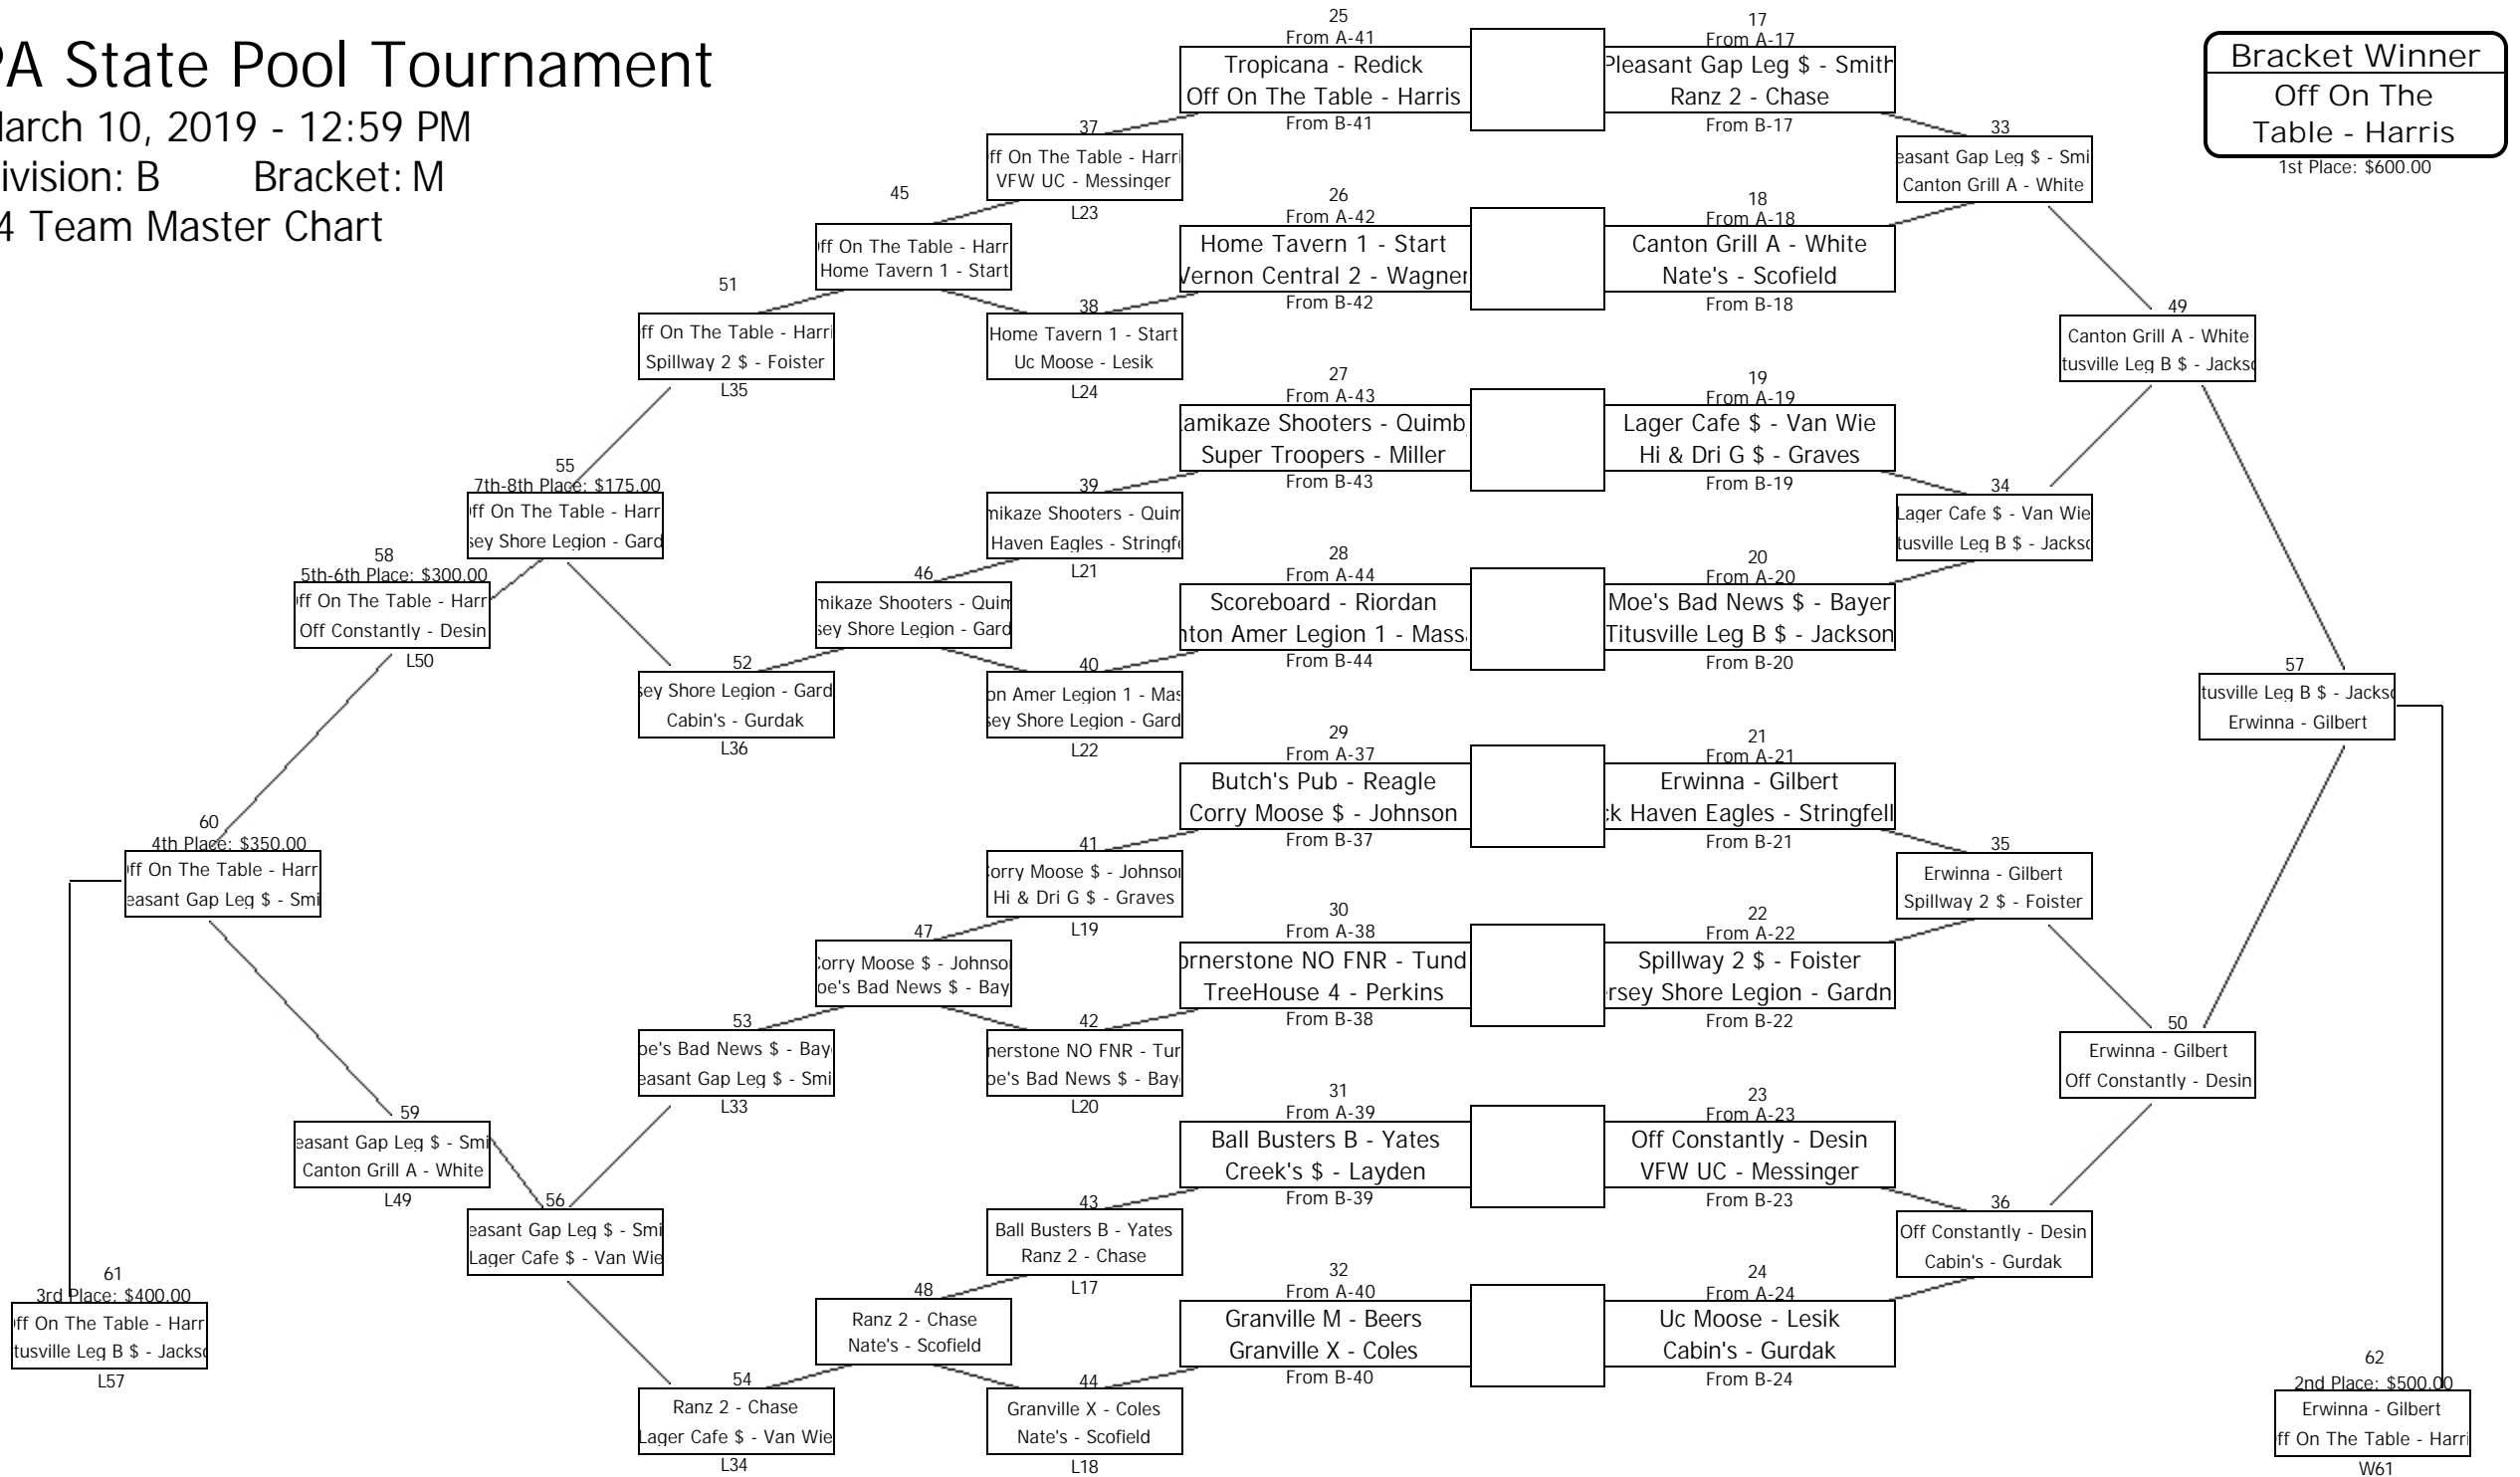 PA State Pool Tournament
March 10, 2019 - 12:59 PM
Division: B Bracket: M
4 Team Master Chart
Bracket Winner
Off On The
Table - Harris
1st Place: $600.00
25
From A-41
Tropicana - Redick
Off On The Table - Harris
From B-41
26
From A-42
Home Tavern 1 - Start
Vernon Central 2 - Wagner
From B-42
27
From A-43
amikaze Shooters - Quimby
Super Troopers - Miller
From B-43
28
From A-44
Scoreboard - Riordan
nton Amer Legion 1 - Massa
From B-44
29
From A-37
Butch's Pub - Reagle
Corry Moose $ - Johnson
From B-37
30
From A-38
ornerstone NO FNR - Tund
TreeHouse 4 - Perkins
From B-38
31
From A-39
Ball Busters B - Yates
Creek's $ - Layden
From B-39
32
From A-40
Granville M - Beers
Granville X - Coles
From B-40
17
From A-17
Pleasant Gap Leg $ - Smith
Ranz 2 - Chase
From B-17
18
From A-18
Canton Grill A - White
Nate's - Scofield
From B-18
19
From A-19
Lager Cafe $ - Van Wie
Hi & Dri G $ - Graves
From B-19
20
From A-20
Moe's Bad News $ - Bayer
Titusville Leg B $ - Jackson
From B-20
21
From A-21
Erwinna - Gilbert
ck Haven Eagles - Stringfell
From B-21
22
From A-22
Spillway 2 $ - Foister
ersey Shore Legion - Gardn
From B-22
23
From A-23
Off Constantly - Desin
VFW UC - Messinger
From B-23
24
From A-24
Uc Moose - Lesik
Cabin's - Gurdak
From B-24
33
easant Gap Leg $ - Smi
Canton Grill A - White
34
Lager Cafe $ - Van Wie
tusville Leg B $ - Jackso
35
Erwinna - Gilbert
Spillway 2 $ - Foister
36
Off Constantly - Desin
Cabin's - Gurdak
49
Canton Grill A - White
tusville Leg B $ - Jackso
50
Erwinna - Gilbert
Off Constantly - Desin
57
tusville Leg B $ - Jackso
Erwinna - Gilbert
62
2nd Place: $500.00
Erwinna - Gilbert
ff On The Table - Harri
W61
37
ff On The Table - Harri
VFW UC - Messinger
L23
38
Home Tavern 1 - Start
Uc Moose - Lesik
L24
39
mikaze Shooters - Quim
Haven Eagles - Stringfe
L21
40
on Amer Legion 1 - Mas
sey Shore Legion - Gard
L22
41
Corry Moose $ - Johnson
Hi & Dri G $ - Graves
L19
42
nerstone NO FNR - Tun
oe's Bad News $ - Baye
L20
43
Ball Busters B - Yates
Ranz 2 - Chase
L17
44
Granville X - Coles
Nate's - Scofield
L18
45
Off On The Table - Harr
Home Tavern 1 - Start
46
mikaze Shooters - Quim
sey Shore Legion - Gard
47
Corry Moose $ - Johnson
oe's Bad News $ - Bay
48
Ranz 2 - Chase
Nate's - Scofield
51
ff On The Table - Harri
Spillway 2 $ - Foister
L35
52
sey Shore Legion - Gard
Cabin's - Gurdak
L36
53
oe's Bad News $ - Baye
easant Gap Leg $ - Smi
L33
54
Ranz 2 - Chase
Lager Cafe $ - Van Wie
L34
55
7th-8th Place: $175.00
Off On The Table - Harr
sey Shore Legion - Gard
56
easant Gap Leg $ - Smi
Lager Cafe $ - Van Wie
58
5th-6th Place: $300.00
Off On The Table - Harr
Off Constantly - Desin
L50
59
easant Gap Leg $ - Smi
Canton Grill A - White
L49
60
4th Place: $350.00
Off On The Table - Harr
easant Gap Leg $ - Smi
61
3rd Place: $400.00
Off On The Table - Harr
tusville Leg B $ - Jackso
L57